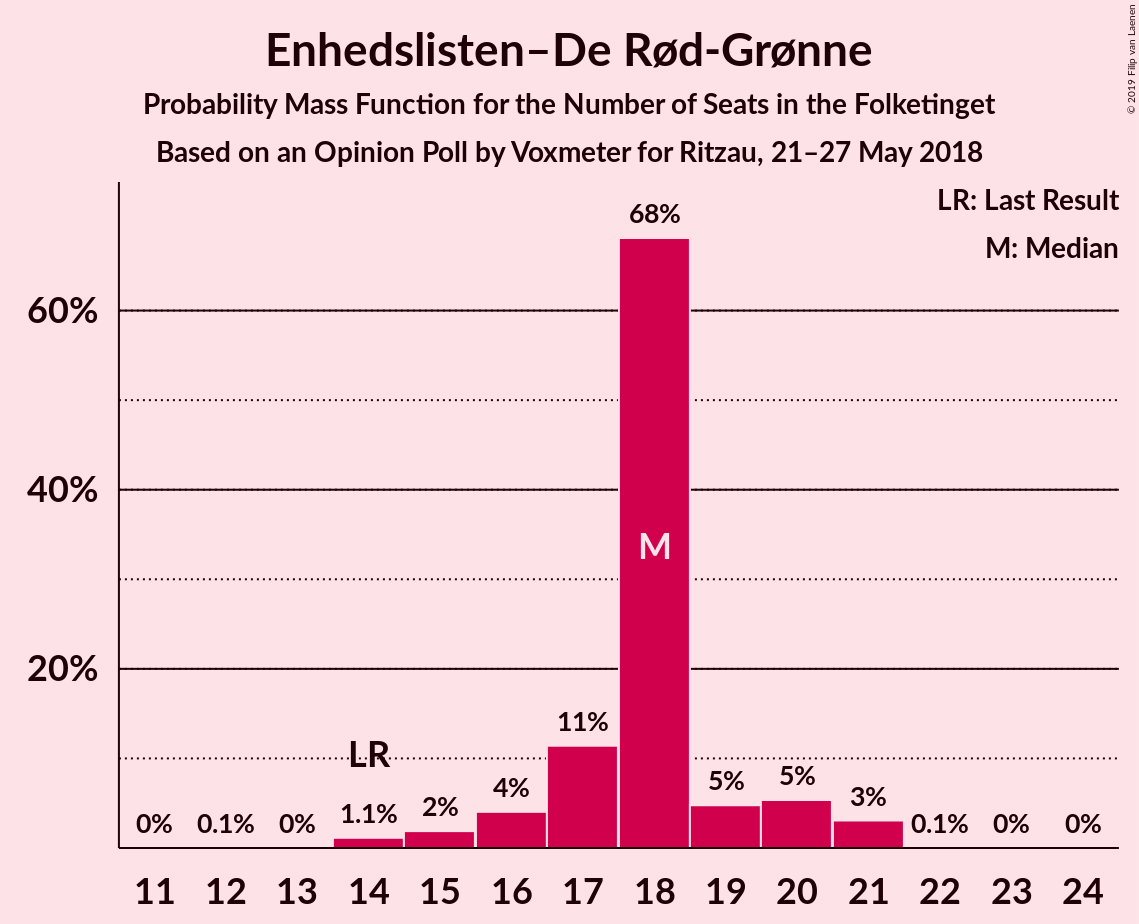 Enhedslisten–De Rød-Grønne
Probability Mass Function for the Number of Seats in the Folketinget
Based on an Opinion Poll by Voxmeter for Ritzau, 21–27 May 2018
© 2019 Filip van Laenen
LR: Last Result
M: Median
68%
60%
40%
M
20%
11%
LR
5%
5%
4%
3%
2%
1.1%
0%
0.1%
0%
0.1%
0%
0%
11 12 13 14 15 16 17 18 19 20 21 22 23 24